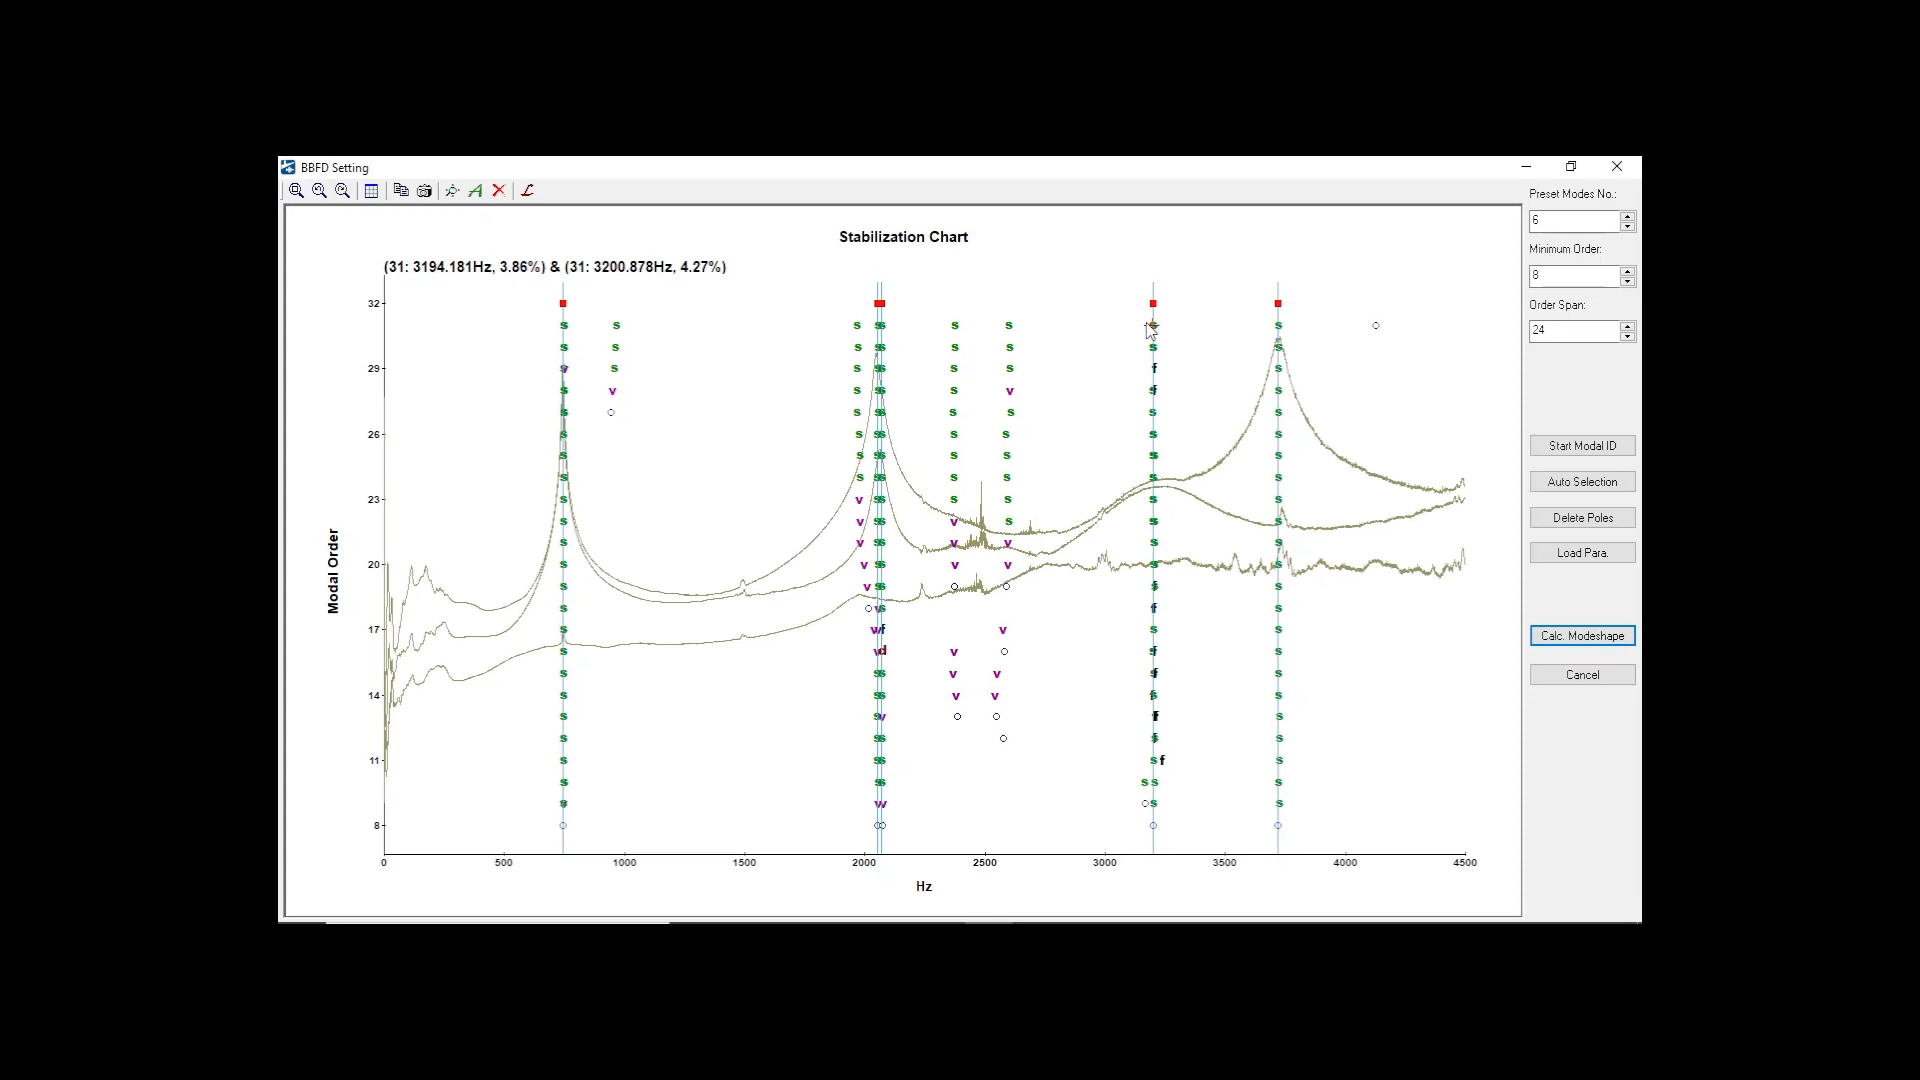 BBFD Setting
Preset Modes No.:
6
Minimum Order:
8
Order Span:
24
Start Modal ID
Auto Selection
Delete Poles
Load Para.
Calc. Modeshape
Cancel
Stabilization Chart
(31: 3194.181Hz, 3.86%) & (31: 3200.878Hz, 4.27%)
Modal Order
32
29
26
23
20
17
14
11
8
0 500 1000 1500 2000 2500 3000 3500 4000 4500
Hz